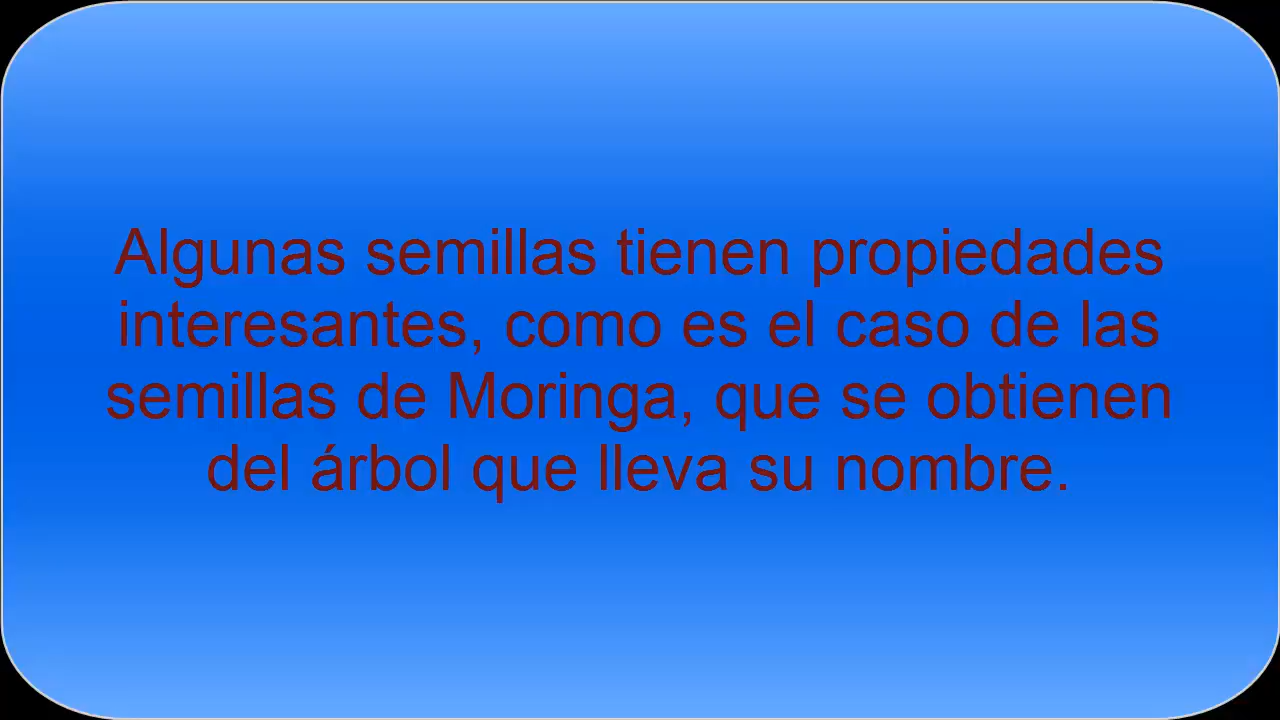 Algunas semillas tienen propiedades
interesantes, como es el caso de las
semillas de Moringa, que se obtienen
del árbol que lleva su nombre.